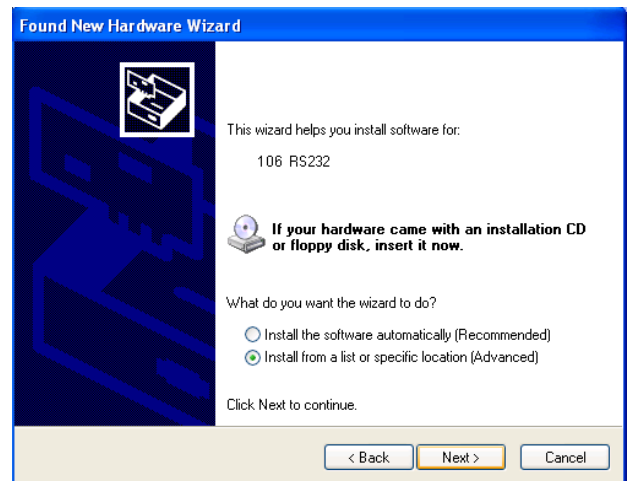 Found New Hardware Wizard
This wizard helps you install software for:
106 RS232
If your hardware came with an installation CD
or floppy disk, insert it now.
What do you want the wizard to do?
Install the software automatically (Recommended)
Install from a list or specific location (Advanced)
Click Next to continue.
< Back Next > Cancel